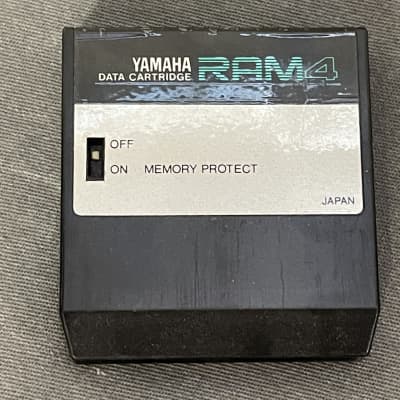 YAMAHA
DATA CARTRIDGE RAM4
OFF
ON MEMORY PROTECT
JAPAN